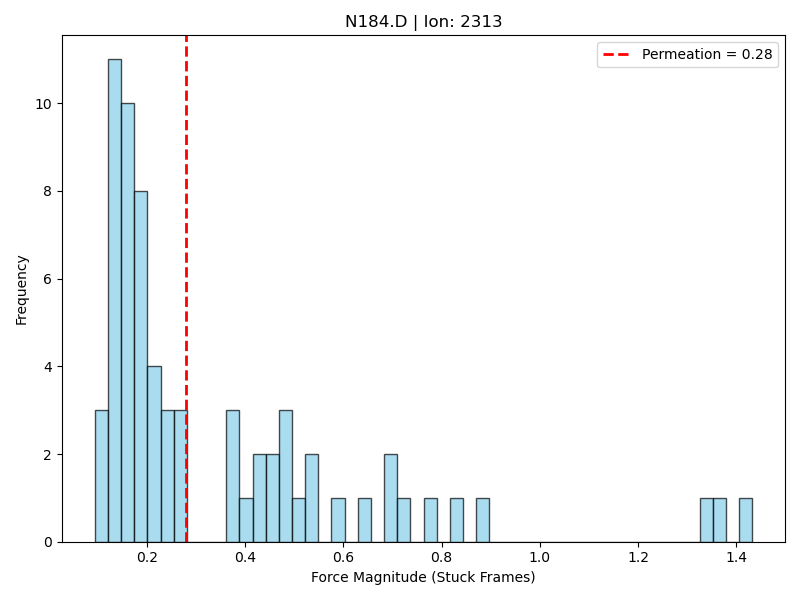 N184.D | Ion: 2313
Permeation = 0.28
Frequency
10
8
6
4
2
0
0.2 0.4 0.6 0.8 1.0 1.2 1.4
Force Magnitude (Stuck Frames)